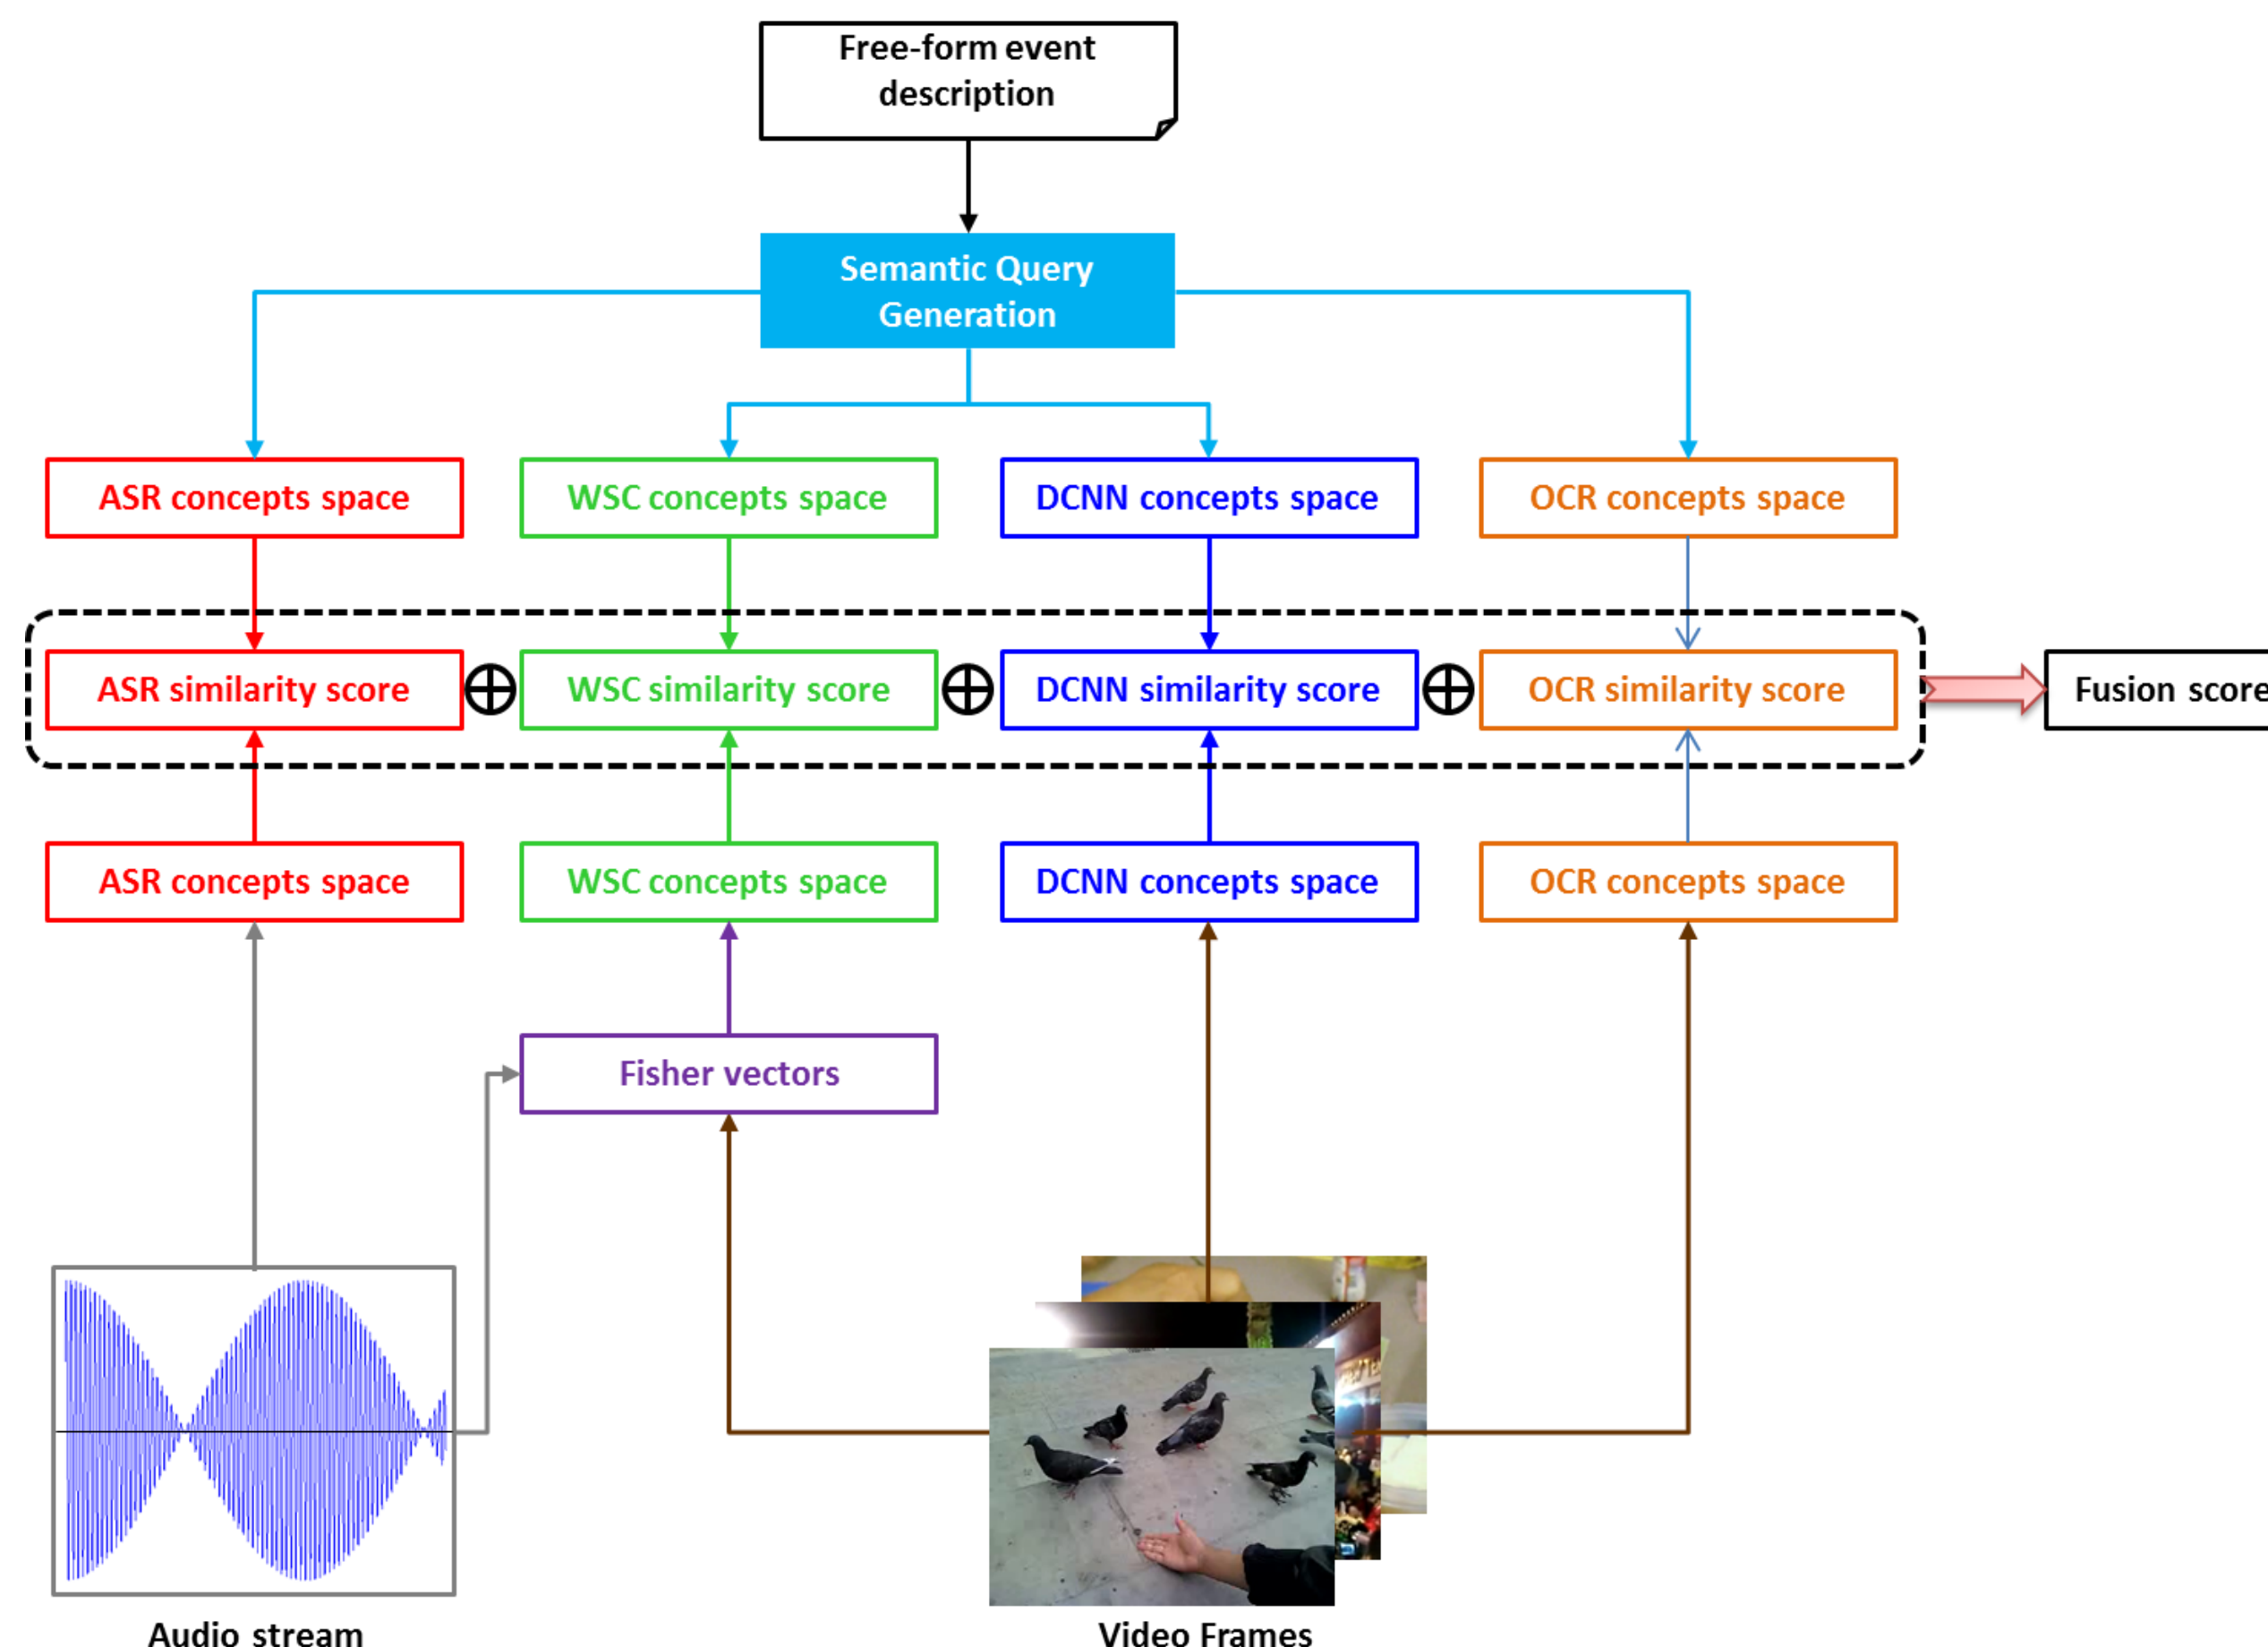 Free-form event
description
Semantic Query
Generation
ASR concepts space
WSC concepts space
DCNN concepts space
OCR concepts space
ASR similarity score
WSC similarity score
DCNN similarity score
OCR similarity score
Fusion score
ASR concepts space
WSC concepts space
DCNN concepts space
OCR concepts space
Fisher vectors
Audio stream
Video Frames